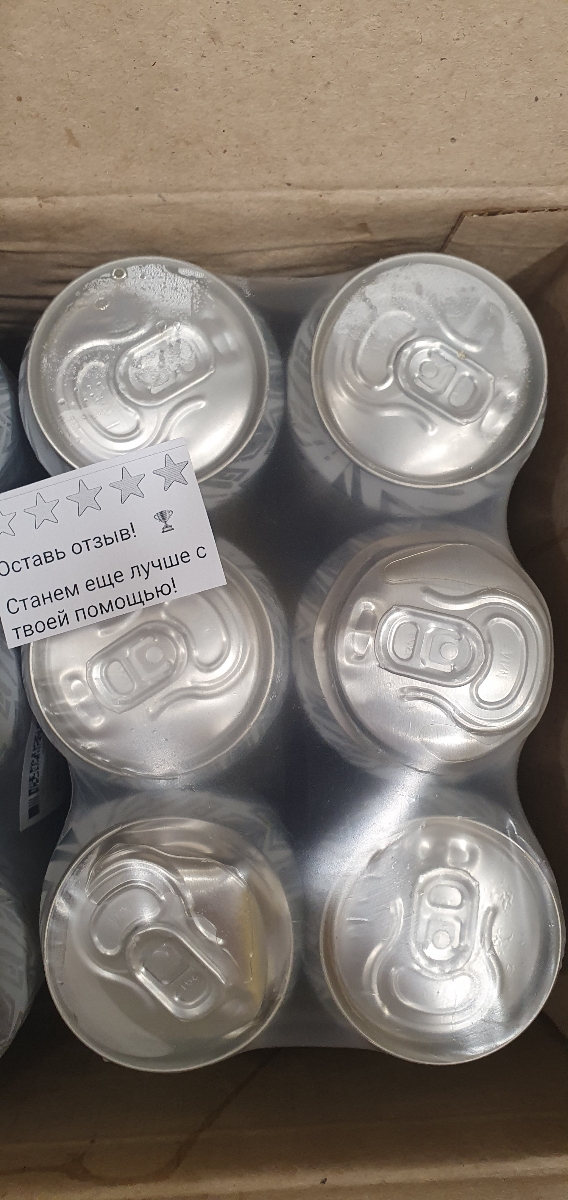 Оставь отзыв!
Станем еще лучше с
твоей помощью!